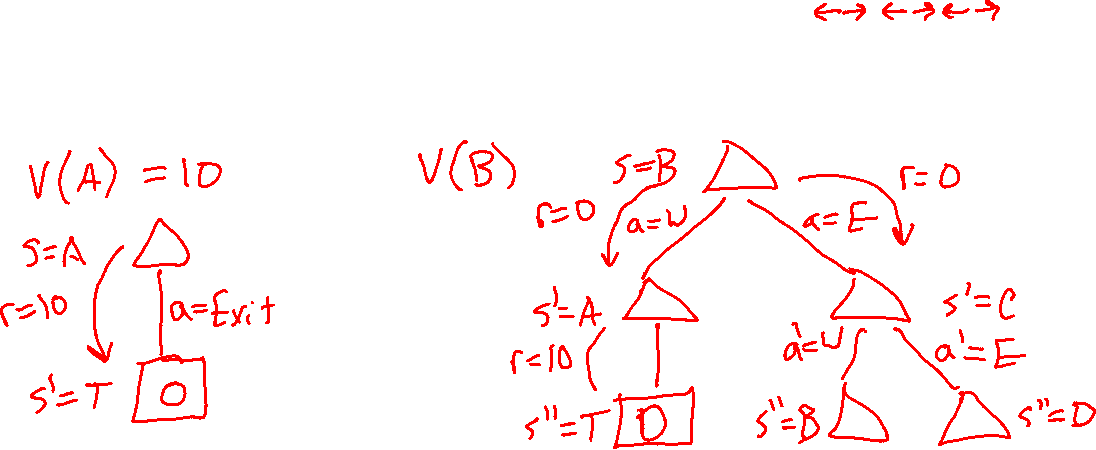 V(A) = 10
s=A
r=10
a=Exit
s'=T
0
V(B)
s=B
r=0
r=0
a=W
a=E
s'=A
s'=C
r=10
a'=W
a'=E
s''=T
0
s''=B
s''=D